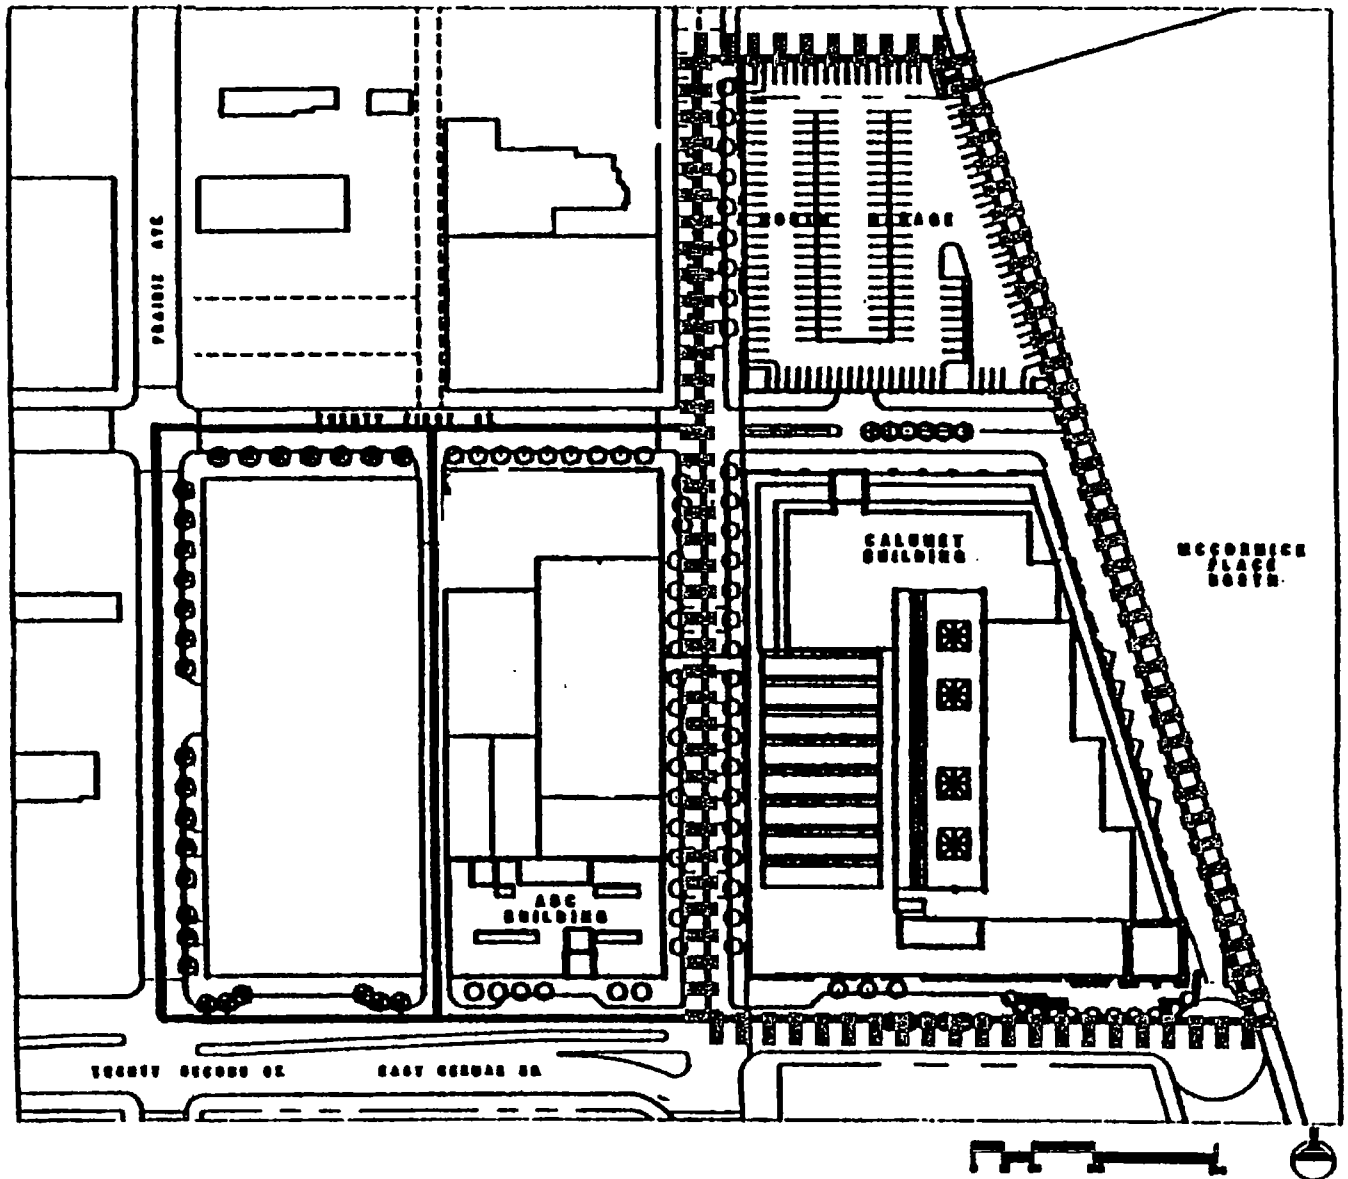 PRAIRIE AVE
TWENTY FIRST ST.
CALUMET
BUILDING
MCCORMICK
PLACE
NORTH
ABC
BUILDING
TWENTY SECOND ST.
EAST CERMAK RD.
N